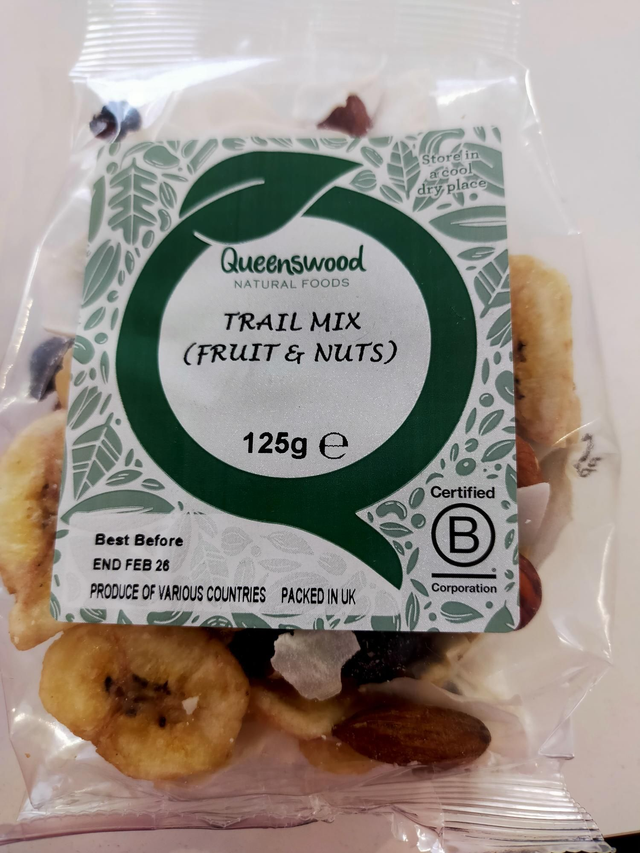 Store in
a cool
dry place
Queenswood
NATURAL FOODS
TRAIL MIX
(FRUIT & NUTS)
125g ℮
Certified
B
Corporation
Best Before
END FEB 26
PRODUCE OF VARIOUS COUNTRIES PACKED IN UK